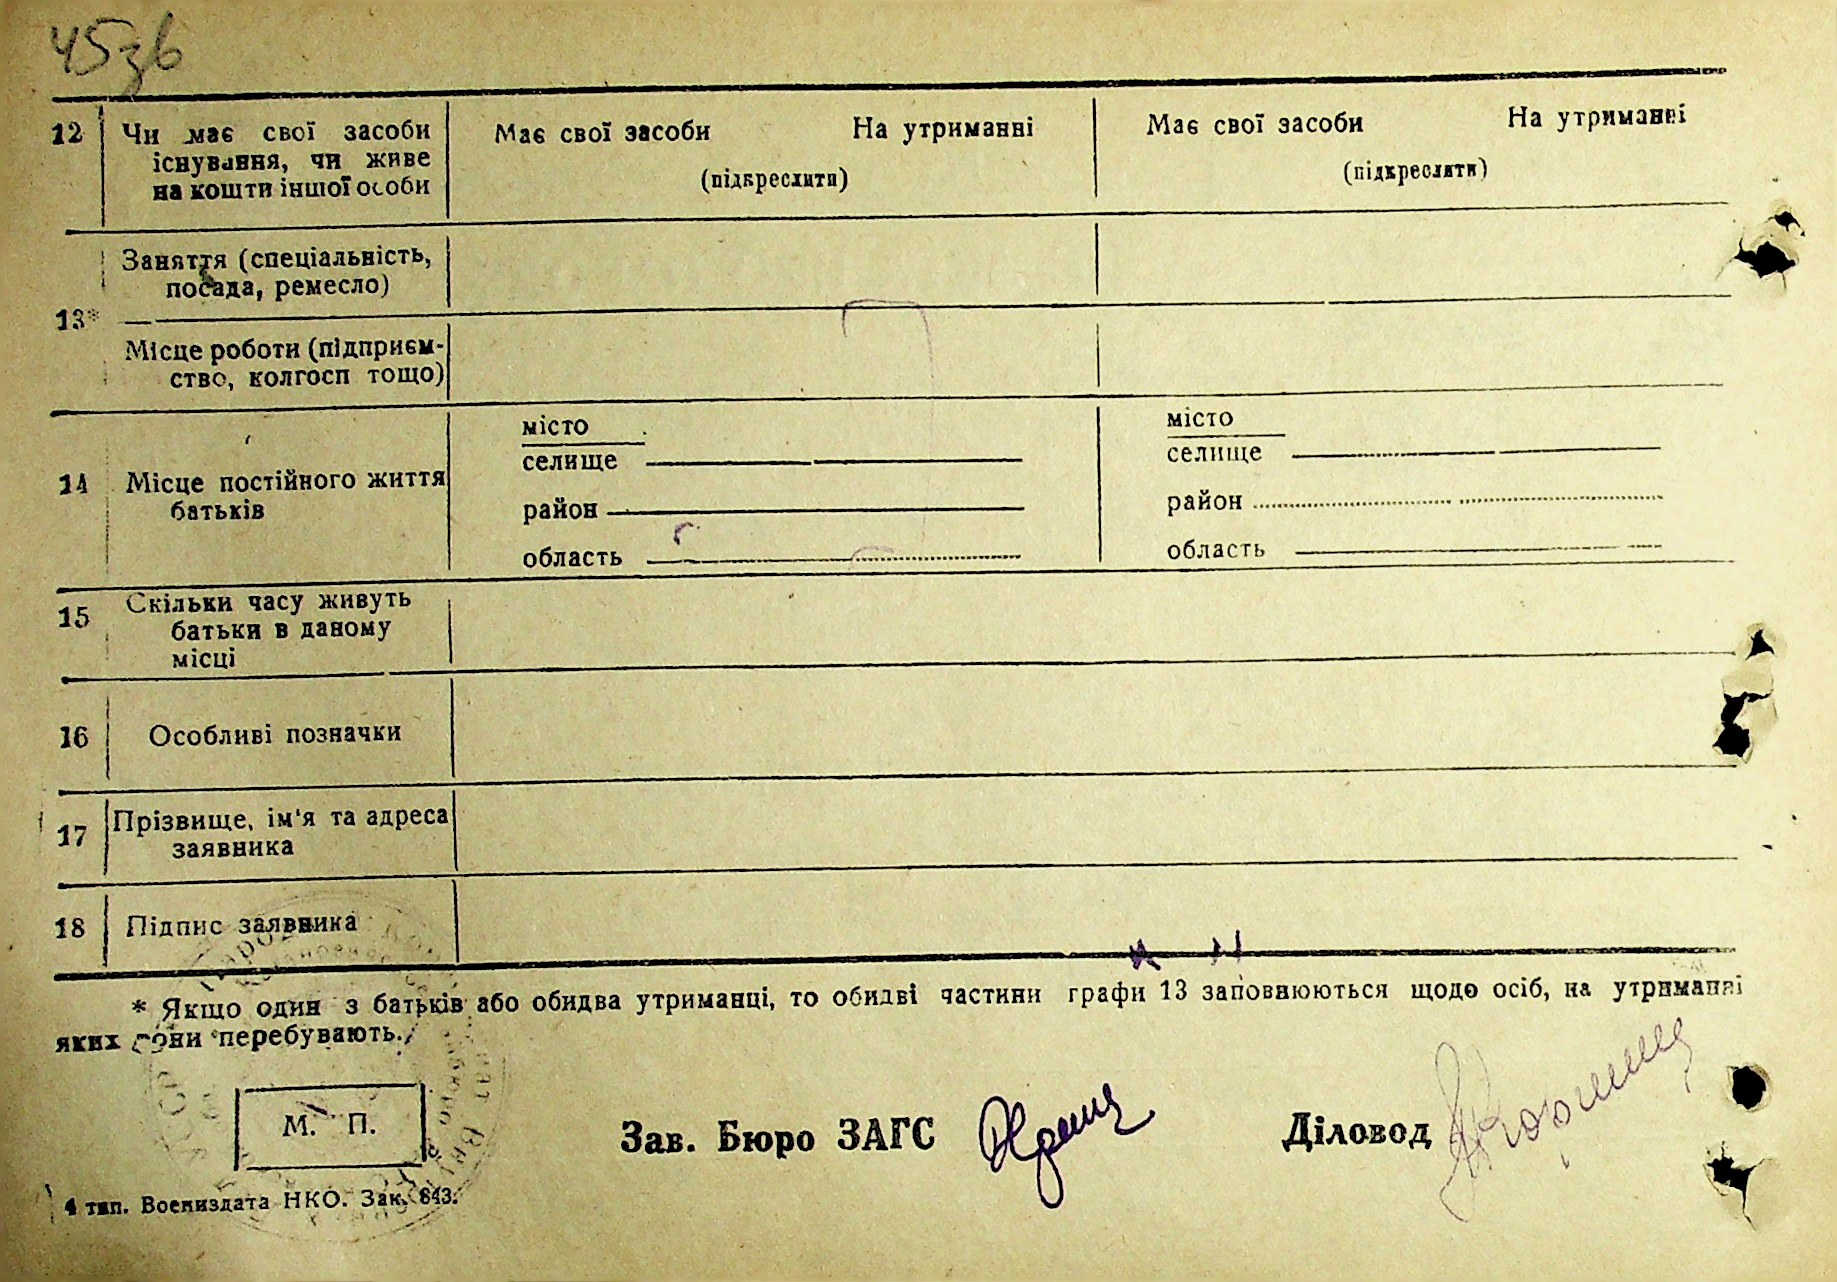 45зв
12 Чи має свої засоби
існування, чи живе
на кошти іншої особи
Має свої засоби На утриманні
(підкреслити)
Має свої засоби На утриманні
(підкреслити)
13*
Заняття (спеціальність,
посада, ремесло)
Місце роботи (підприєм-
ство, колгосп тощо)
14 Місце постійного життя
батьків
місто
селище
район
область
місто
селище
район
область
15 Скільки часу живуть
батьки в даному
місці
16 Особливі позначки
17 Прізвище, ім'я та адреса
заявника
18 Підпис заявника
* Якщо один з батьків або обидва утриманці, то обидві частини графи 13 заповнюються щодо осіб, на утриманні
яких вони перебувають.
М. П.
Зав. Бюро ЗАГС
Діловод
4 тип. Воениздата НКО. Зак. 843.